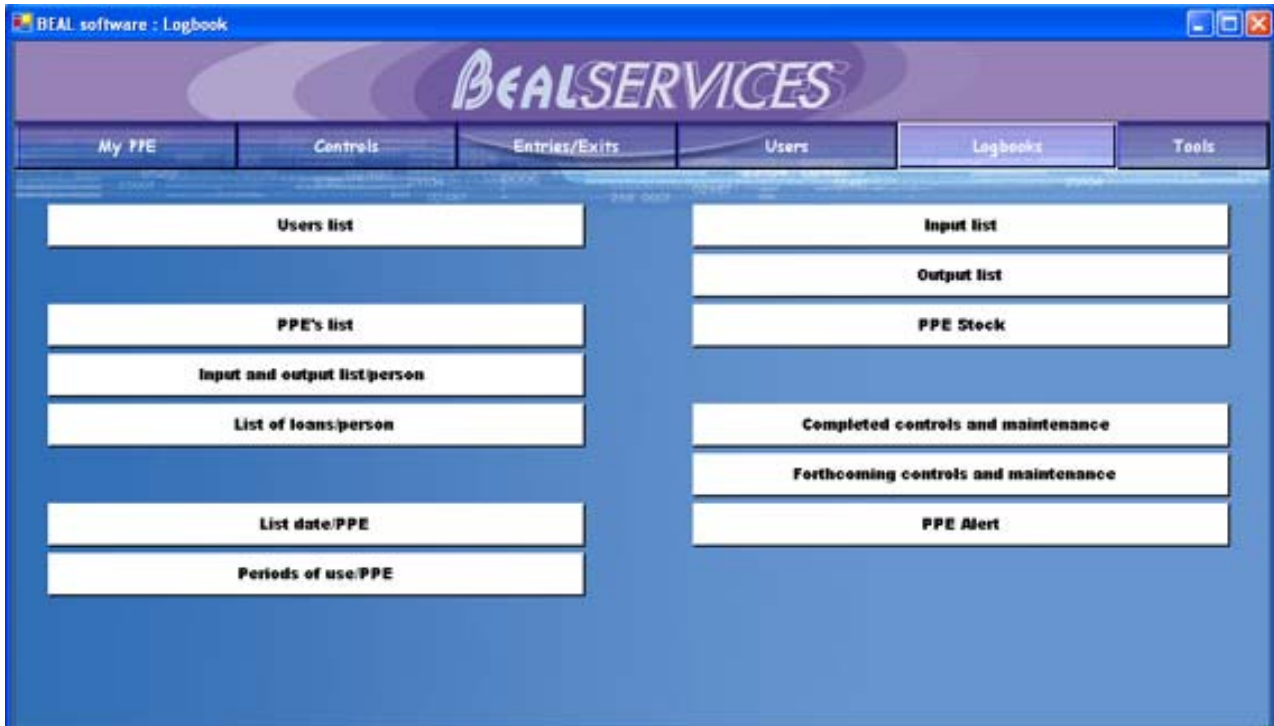 BEAL software : Logbook
BEALSERVICES
My PPE
Controls
Entries/Exits
Users
Logbooks
Tools
Users list
PPE's list
Input and output list/person
List of loans/person
List date/PPE
Periods of use/PPE
Input list
Output list
PPE Stock
Completed controls and maintenance
Forthcoming controls and maintenance
PPE Alert